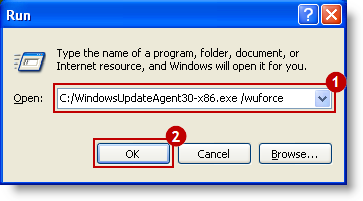 Run
Type the name of a program, folder, document, or
Internet resource, and Windows will open it for you.
Open: C:/WindowsUpdateAgent30-x86.exe /wuforce
1
2
OK Cancel Browse...